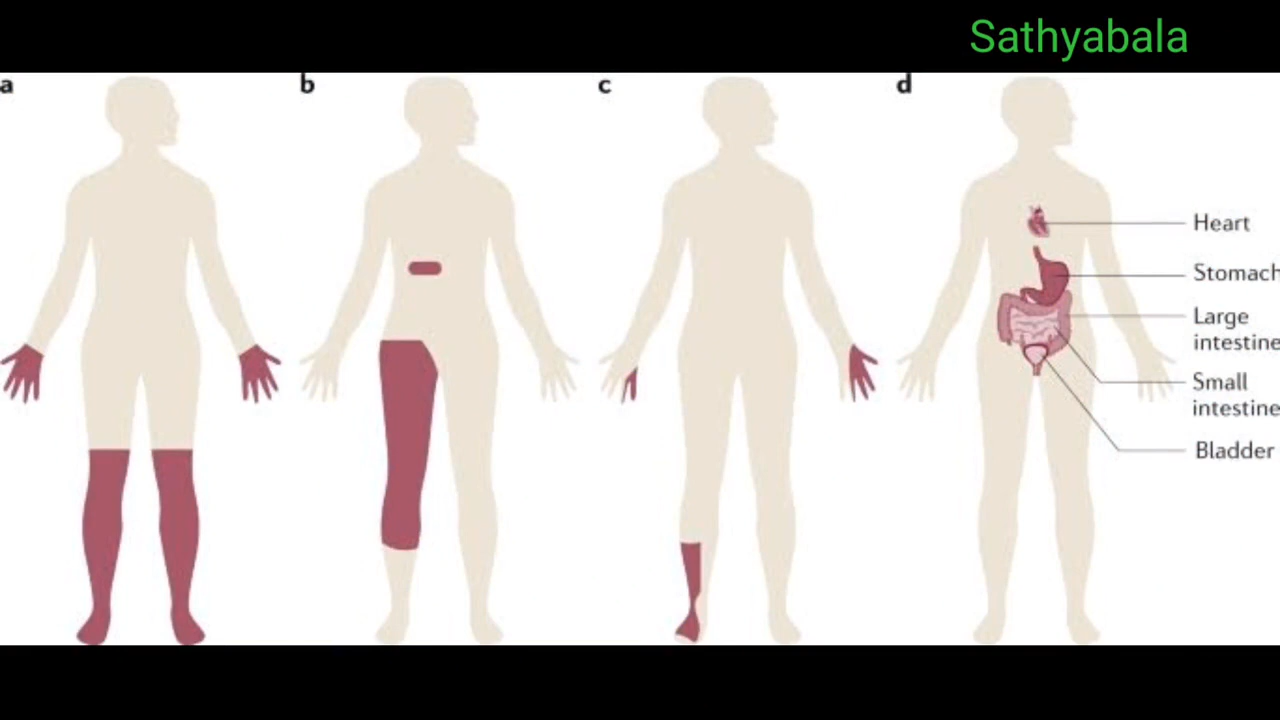 Sathyabala
a
b
c
d
Heart
Stomach
Large
intestine
Small
intestine
Bladder